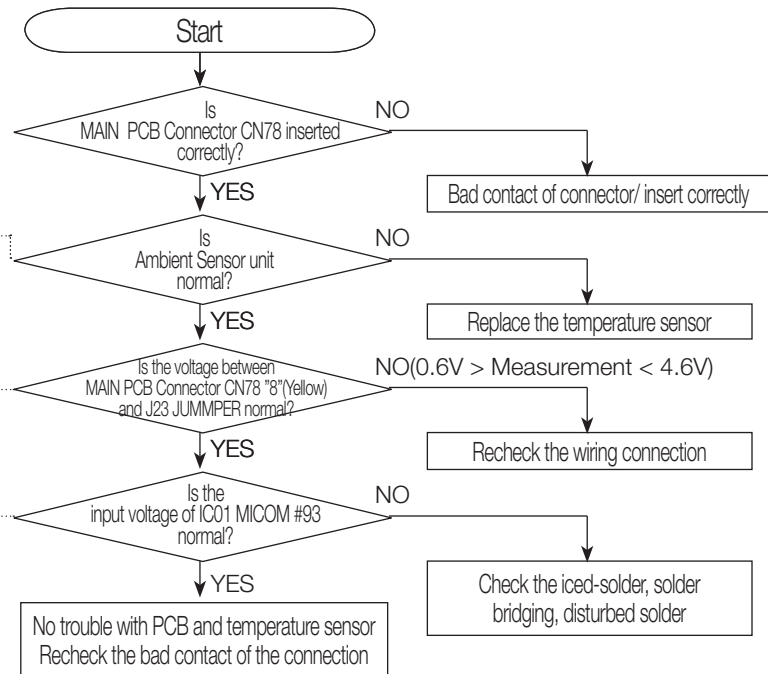 Start
Is
MAIN PCB Connector CN78 inserted
correctly?
NO
YES
Bad contact of connector/ insert correctly
Is
Ambient Sensor unit
normal?
NO
YES
Replace the temperature sensor
Is the voltage between
MAIN PCB Connector CN78 "8"(Yellow)
and J23 JUMMPER normal?
NO(0.6V > Measurement < 4.6V)
YES
Recheck the wiring connection
Is the
input voltage of IC01 MICOM #93
normal?
NO
YES
Check the iced-solder, solder
bridging, disturbed solder
No trouble with PCB and temperature sensor
Recheck the bad contact of the connection